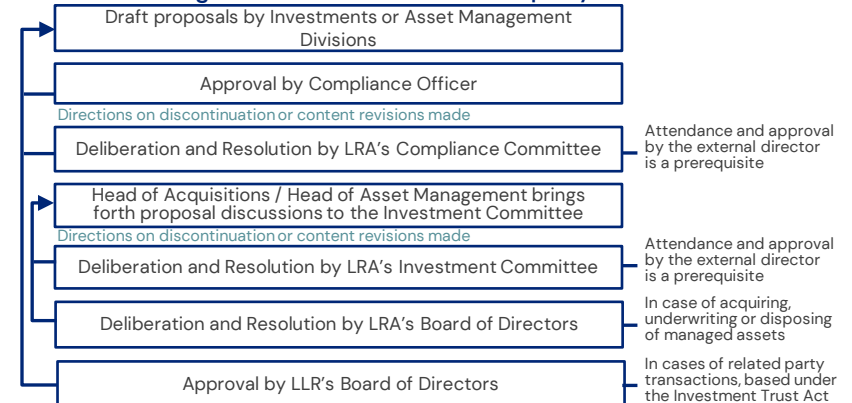 Draft proposals by Investments or Asset Management
Divisions
Approval by Compliance Officer
Directions on discontinuation or content revisions made
Deliberation and Resolution by LRA's Compliance Committee
Attendance and approval
by the external director
is a prerequisite
Head of Acquisitions / Head of Asset Management brings
forth proposal discussions to the Investment Committee
Directions on discontinuation or content revisions made
Deliberation and Resolution by LRA's Investment Committee
Attendance and approval
by the external director
is a prerequisite
Deliberation and Resolution by LRA's Board of Directors
In case of acquiring,
underwriting or disposing
of managed assets
Approval by LLR's Board of Directors
In cases of related party
transactions, based under
the Investment Trust Act